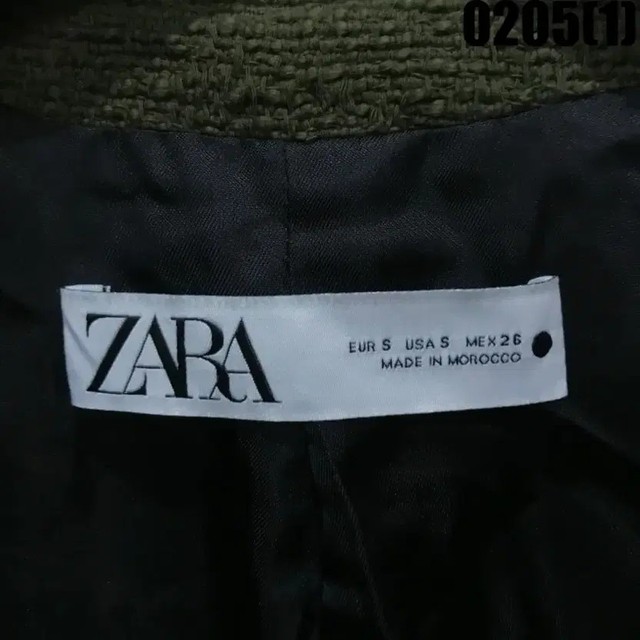 0205(1)
ZARA
EUR S USA S MEX 26
MADE IN MOROCCO